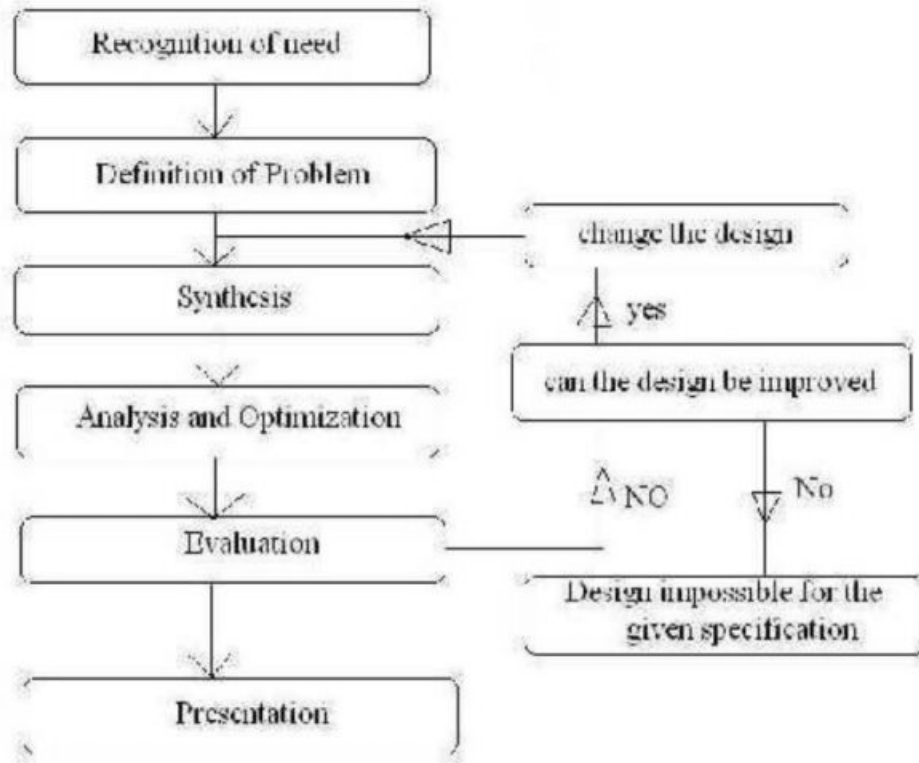 Recognition of need
Definition of Problem
change the design
Synthesis
yes
can the design be improved
Analysis and Optimization
NO
No
Evaluation
Design impossible for the
given specification
Presentation